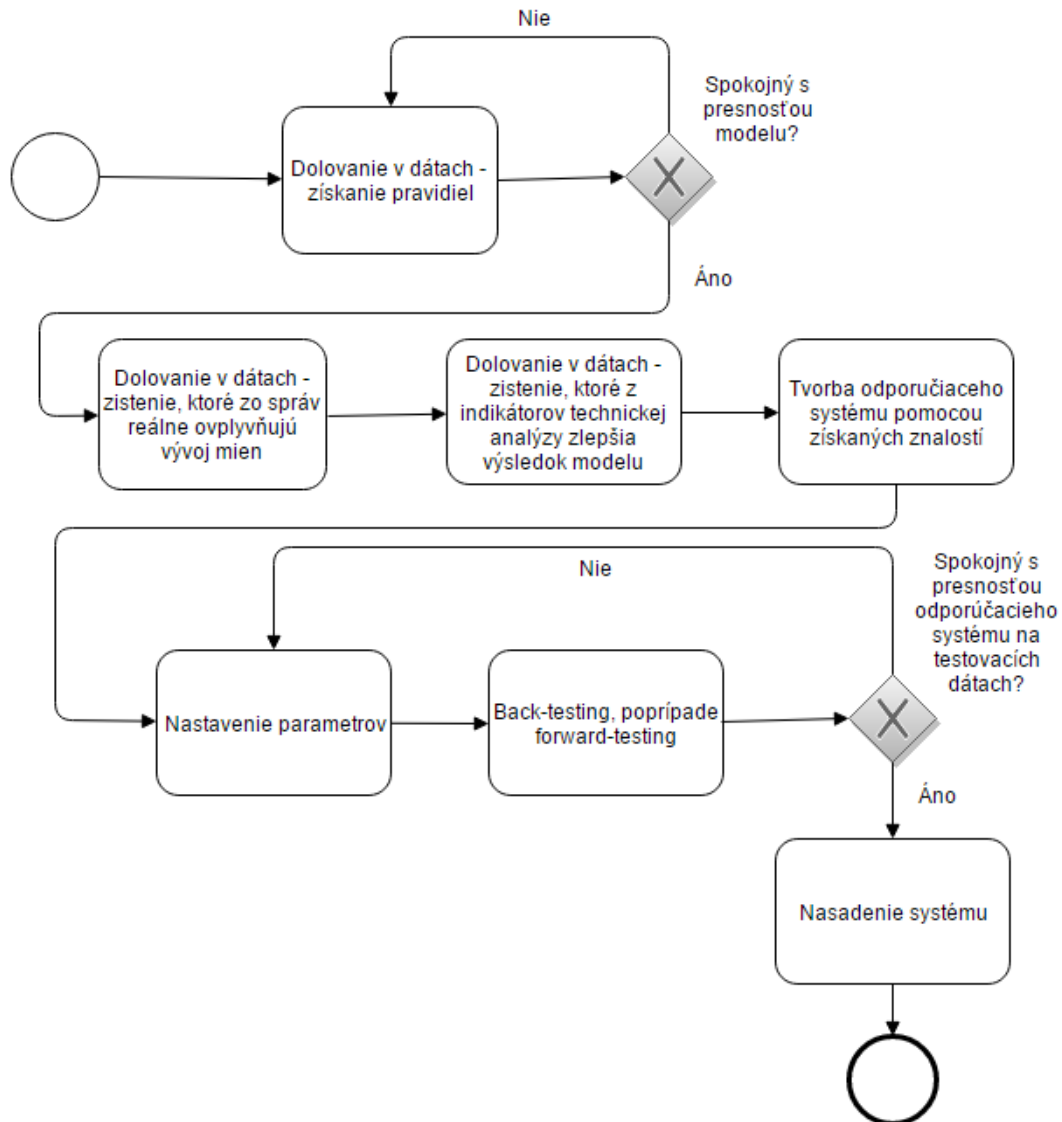 Nie
Spokojný s
presnosťou
modelu?
Dolovanie v dátach -
získanie pravidiel
Áno
Dolovanie v dátach -
zistenie, ktoré zo správ
reálne ovplyvňujú
vývoj mien
Dolovanie v dátach -
zistenie, ktoré z
indikátorov technickej
analýzy zlepšia
výsledok modelu
Tvorba odporučiaceho
systému pomocou
získaných znalostí
Nie
Spokojný s
presnosťou
odporúčacieho
systému na
testovacích
dátach?
Nastavenie parametrov
Back-testing, poprípade
forward-testing
Áno
Nasadenie systému